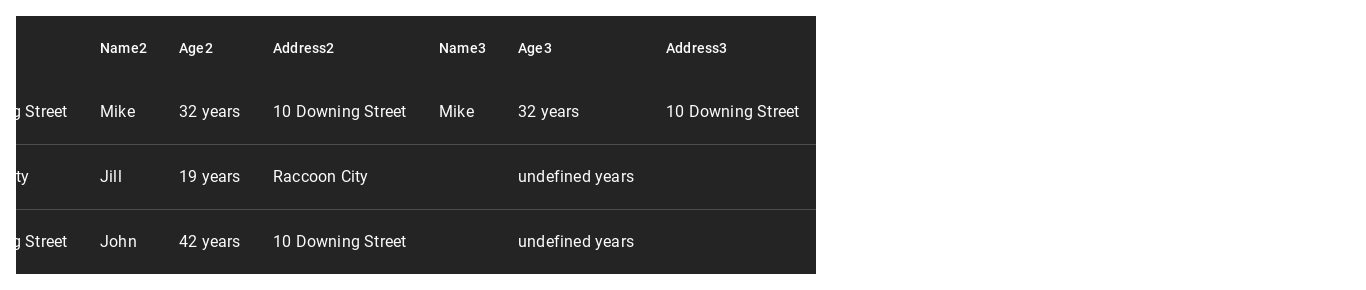 Name2 Age2 Address2 Name3 Age3 Address3
g Street Mike 32 years 10 Downing Street Mike 32 years 10 Downing Street
ty Jill 19 years Raccoon City undefined years
g Street John 42 years 10 Downing Street undefined years